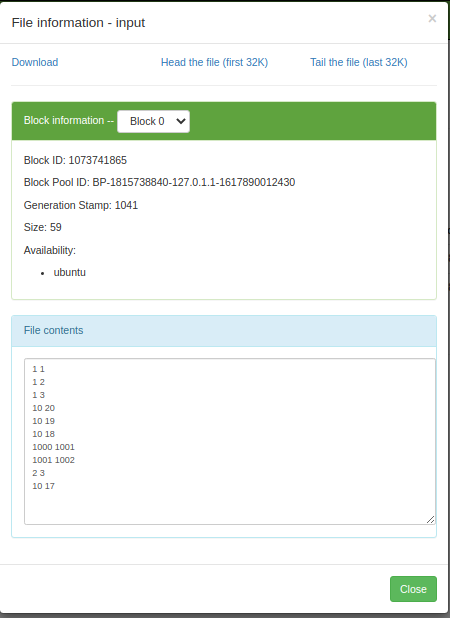 File information - input
×
Download Head the file (first 32K) Tail the file (last 32K)
Block information -- Block 0
Block ID: 1073741865
Block Pool ID: BP-1815738840-127.0.1.1-1617890012430
Generation Stamp: 1041
Size: 59
Availability:
• ubuntu
File contents
1 1
1 2
1 3
10 20
10 19
10 18
1000 1001
1001 1002
2 3
10 17
Close